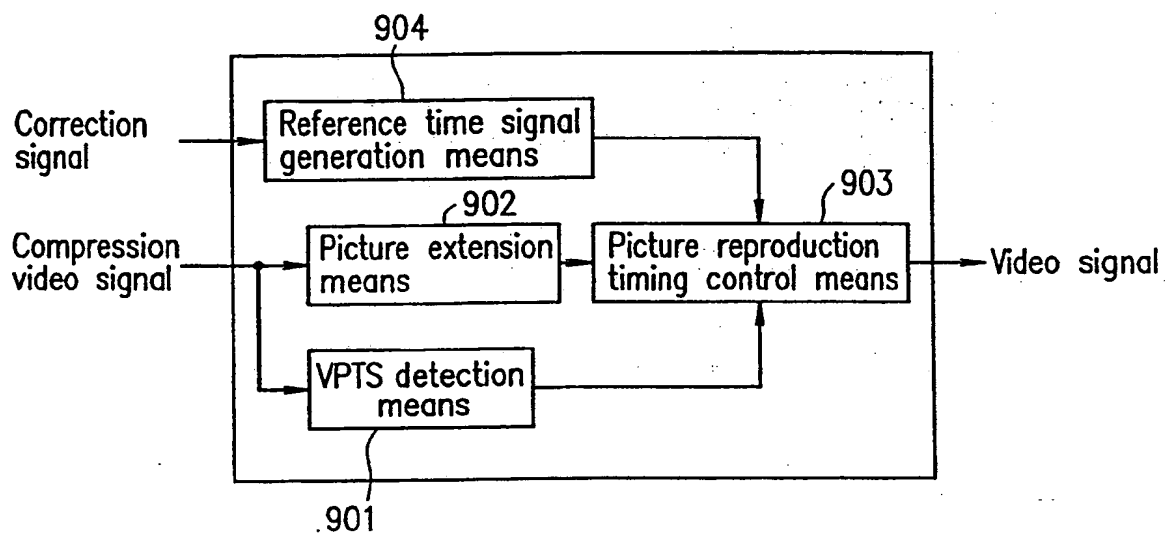 904
Correction
signal
Reference time signal
generation means
902
903
Compression
video signal
Picture extension
means
Picture reproduction
timing control means
Video signal
VPTS detection
means
901